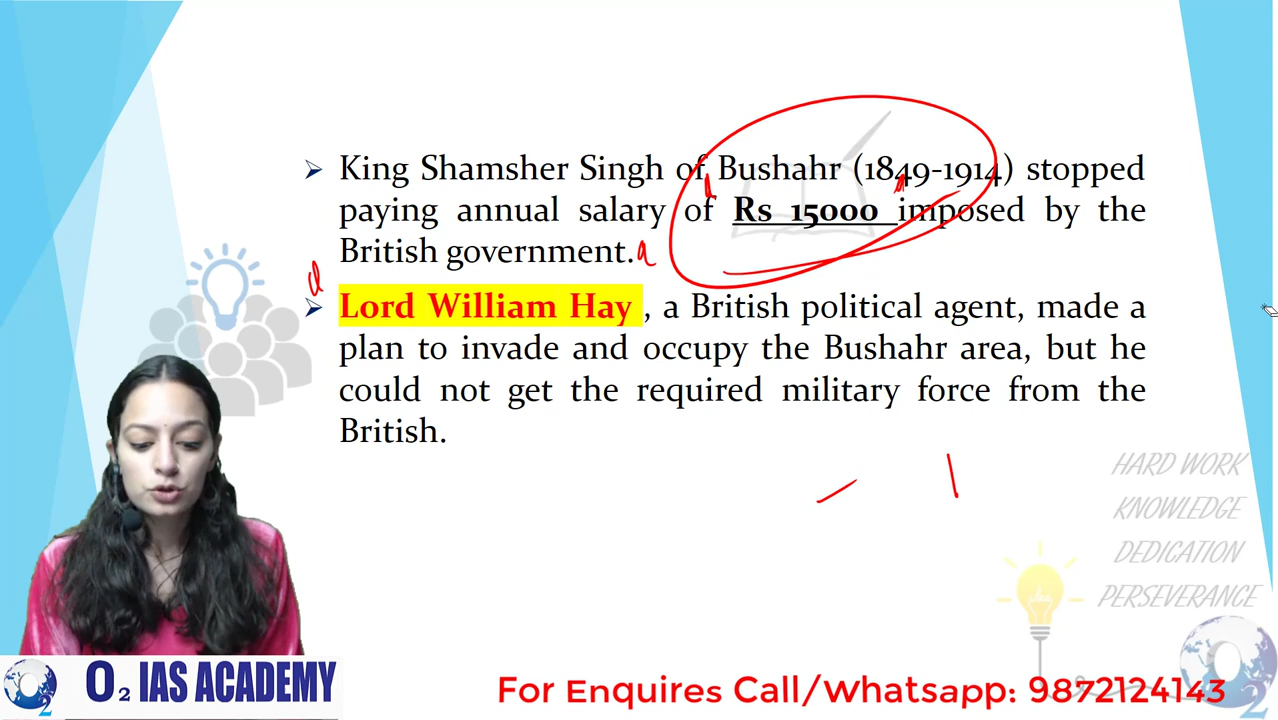 ➢ King Shamsher Singh of Bushahr (1849-1914) stopped
paying annual salary of Rs 15000 imposed by the
British government.
➢ Lord William Hay , a British political agent, made a
plan to invade and occupy the Bushahr area, but he
could not get the required military force from the
British.
HARD WORK
KNOWLEDGE
DEDICATION
PERSEVERANCE
O2 IAS ACADEMY
For Enquires Call/Whatsapp: 9872124143